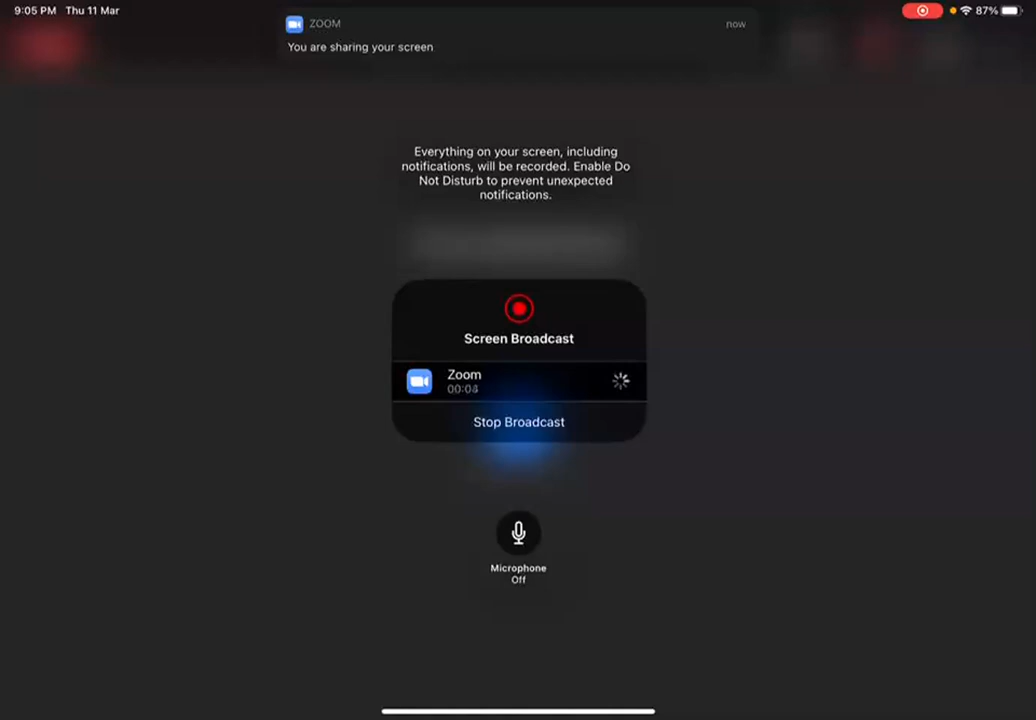 9:05 PM Thu 11 Mar
87%
ZOOM
now
You are sharing your screen
Everything on your screen, including
notifications, will be recorded. Enable Do
Not Disturb to prevent unexpected
notifications.
Screen Broadcast
Zoom
00:04
Stop Broadcast
Microphone
Off